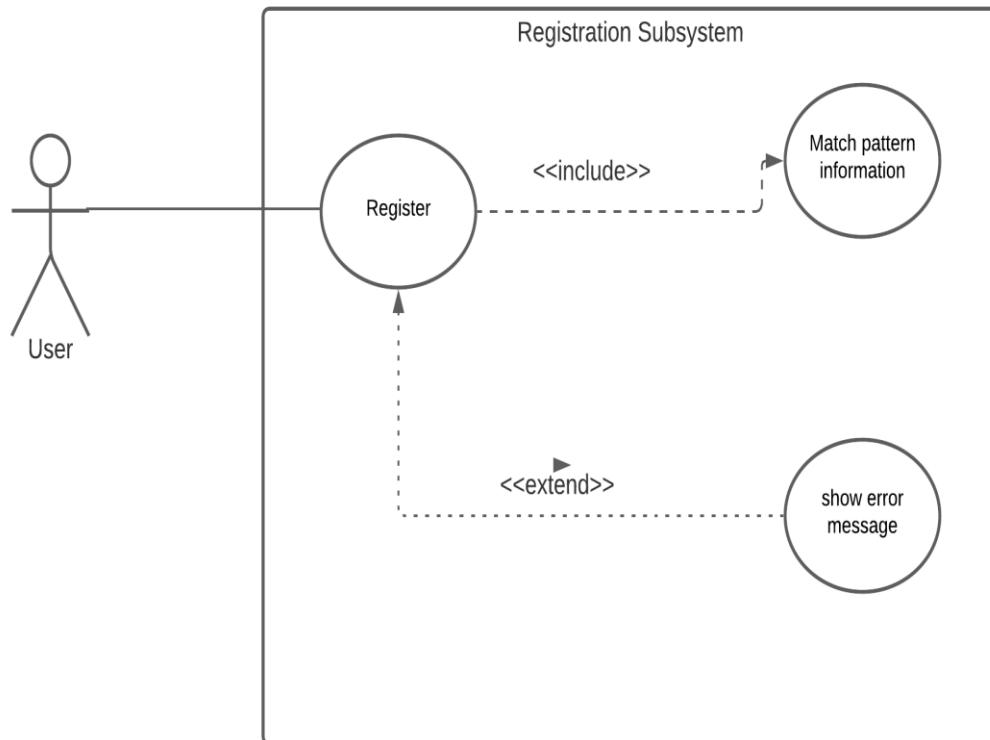 Registration Subsystem
Match pattern
information
<<include>>
Register
User
<<extend>>
show error
message